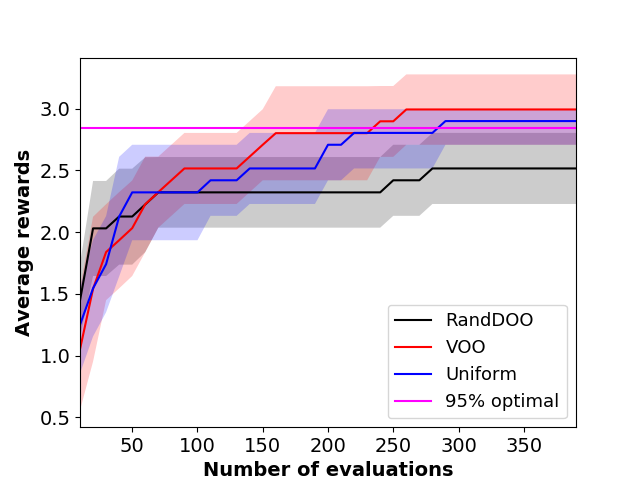 3.0
2.5
2.0
1.5
1.0
0.5
Average rewards
RandDOO
VOO
Uniform
95% optimal
50 100 150 200 250 300 350
Number of evaluations